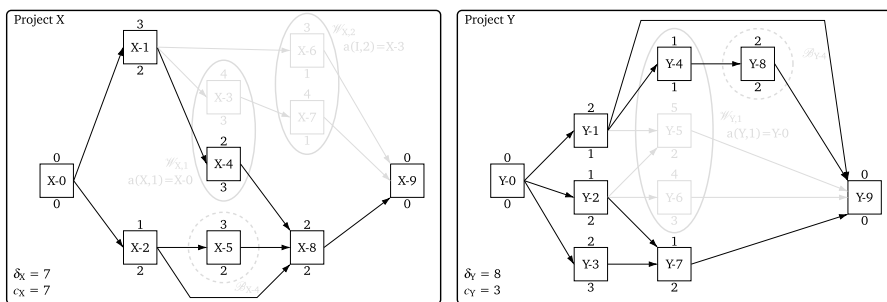 Project X
3
X-1
2
3
X-6
1
𝒲X,2
a(I,2)=X-3
4
X-3
3
4
X-7
1
2
X-4
3
𝒲X,1
a(X,1)=X-0
0
X-0
0
0
X-9
0
1
X-2
2
3
X-5
2
2
X-8
2
δX = 7
cX = 7
Project Y
1
Y-4
1
2
Y-8
2
2
Y-1
1
5
Y-5
2
𝒲Y,1
a(Y,1)=Y-0
0
Y-0
0
1
Y-2
2
4
Y-6
3
0
Y-9
0
2
Y-3
3
1
Y-7
2
δY = 8
cY = 3